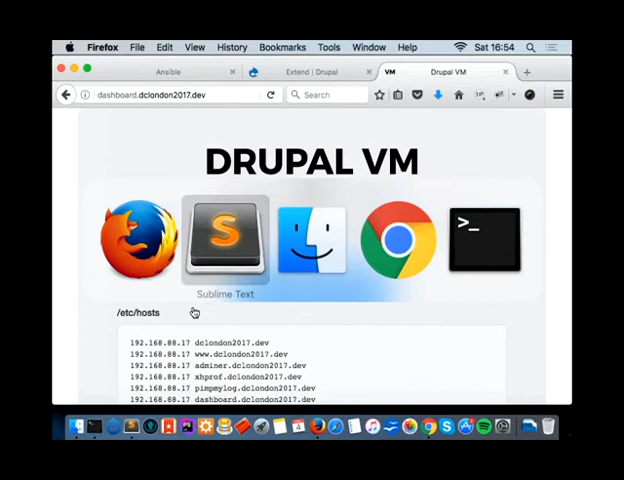 Firefox File Edit View History Bookmarks Tools Window Help Sat 16:54
Ansible Extend | Drupal VM Drupal VM
dashboard.dclondon2017.dev Search
DRUPAL VM
S >_
Sublime Text
/etc/hosts
192.168.88.17 dclondon2017.dev
192.168.88.17 www.dclondon2017.dev
192.168.88.17 adminer.dclondon2017.dev
192.168.88.17 xhprof.dclondon2017.dev
192.168.88.17 pimpmylog.dclondon2017.dev
192.168.88.17 dashboard.dclondon2017.dev